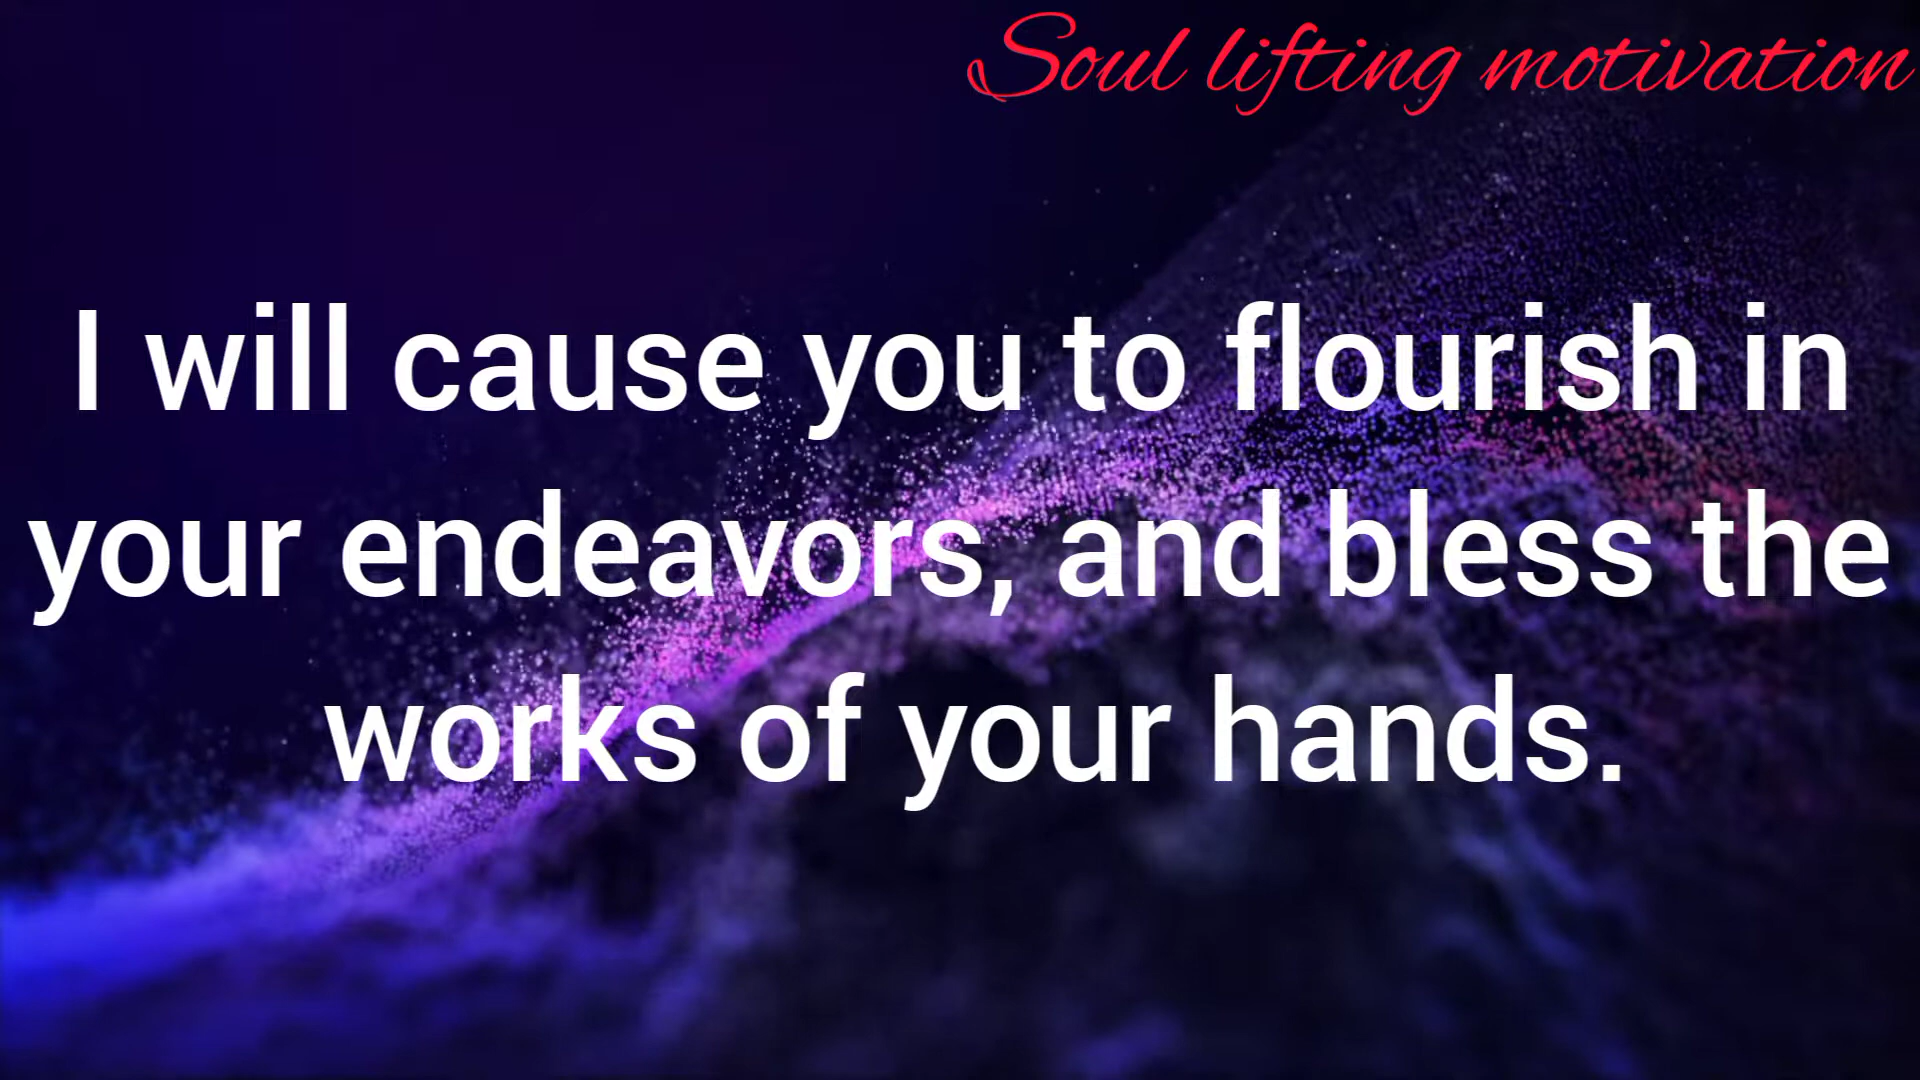 Soul lifting motivation
I will cause you to flourish in
your endeavors, and bless the
works of your hands.